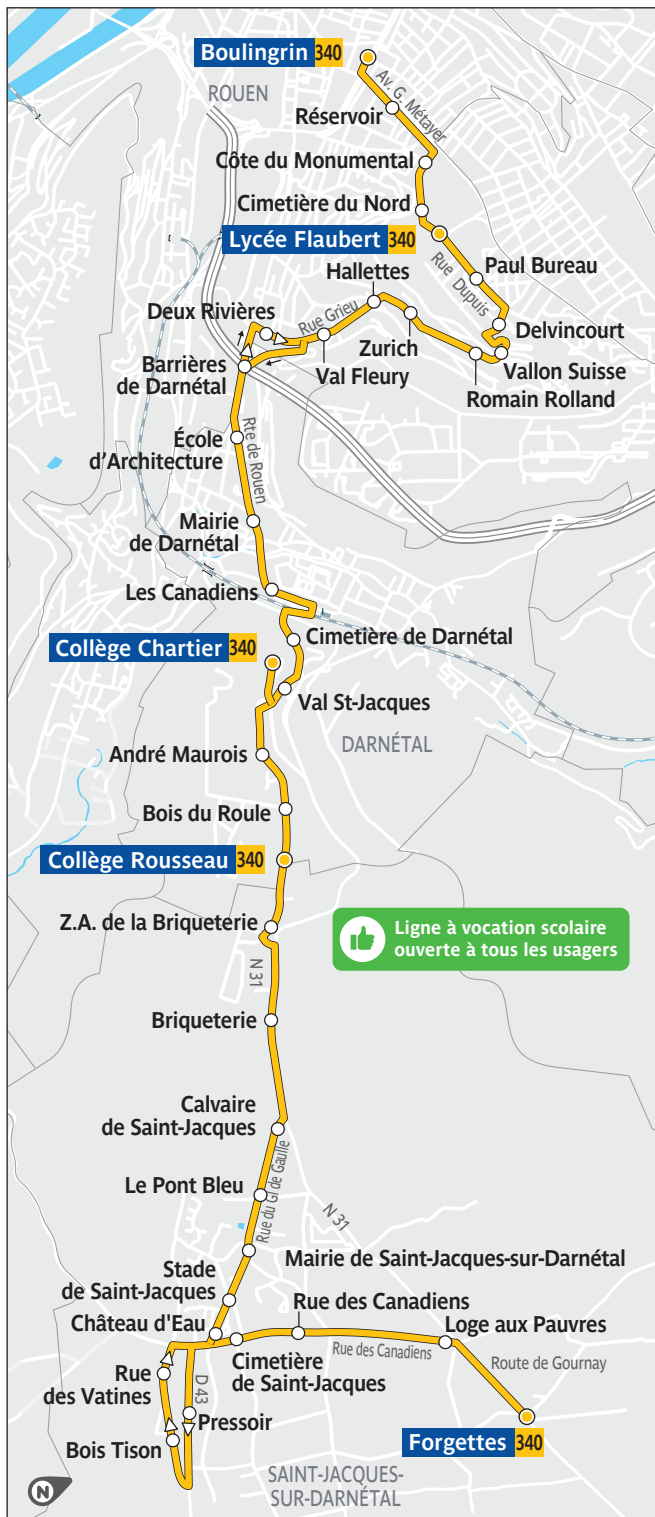 Boulingrin 340
ROUEN
Av. G. Métayer
Réservoir
Côte du Monumental
Cimetière du Nord
Lycée Flaubert 340
Rue Dupuis
Paul Bureau
Hallettes
Deux Rivières
Rue Grieu
Delvincourt
Zurich
Barrières
de Darnétal
Val Fleury
Vallon Suisse
Romain Rolland
École
d'Architecture
Rte de Rouen
Mairie
de Darnétal
Les Canadiens
Cimetière de Darnétal
Collège Chartier 340
Val St-Jacques
DARNÉTAL
André Maurois
Bois du Roule
Collège Rousseau 340
Z.A. de la Briqueterie
Ligne à vocation scolaire
ouverte à tous les usagers
N 31
Briqueterie
Calvaire
de Saint-Jacques
Le Pont Bleu
Rue du Gl de Gaulle
N 31
Mairie de Saint-Jacques-sur-Darnétal
Stade
de Saint-Jacques
Rue des Canadiens
Château d'Eau
Loge aux Pauvres
Rue des Canadiens
Cimetière
de Saint-Jacques
Route de Gournay
Rue
des Vatines
D 43
Pressoir
Bois Tison
Forgettes 340
SAINT-JACQUES-
SUR-DARNÉTAL
N